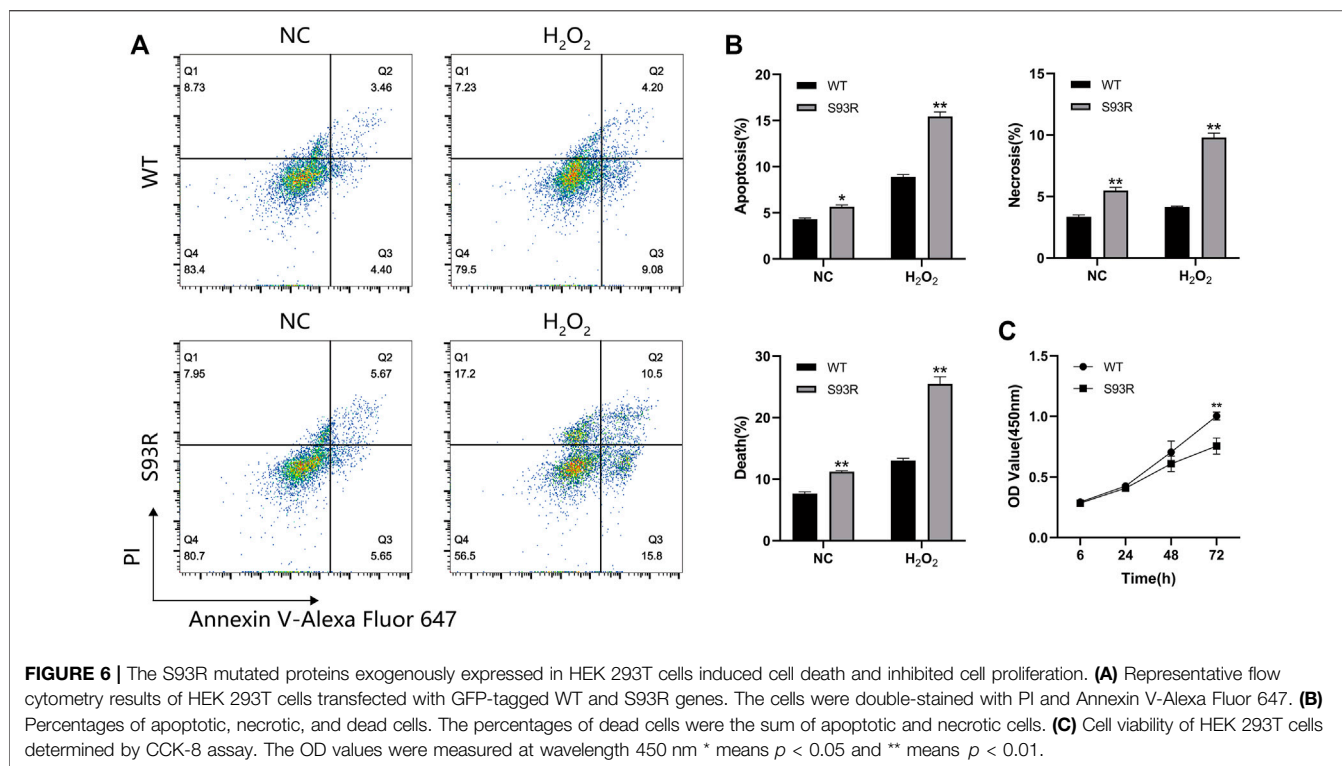 A
NC
H₂O₂
WT
Q1
8.73
Q2
3.46
Q4
83.4
Q3
4.40
Q1
7.23
Q2
4.20
Q4
79.5
Q3
9.08
NC
H₂O₂
S93R
Q1
7.95
Q2
5.67
Q4
80.7
Q3
5.65
Q1
17.2
Q2
10.5
Q4
56.5
Q3
15.8
PI
Annexin V-Alexa Fluor 647
B
Apoptosis(%)
20
15
10
5
0
WT
S93R
*
**
NC H₂O₂
Necrosis(%)
15
10
5
0
WT
S93R
**
**
NC H₂O₂
Death(%)
30
20
10
0
WT
S93R
**
**
NC H₂O₂
C
OD Value(450nm)
1.5
1.0
0.5
0.0
WT
S93R
**
6 24 48 72
Time(h)
FIGURE 6 | The S93R mutated proteins exogenously expressed in HEK 293T cells induced cell death and inhibited cell proliferation. (A) Representative flow
cytometry results of HEK 293T cells transfected with GFP-tagged WT and S93R genes. The cells were double-stained with PI and Annexin V-Alexa Fluor 647. (B)
Percentages of apoptotic, necrotic, and dead cells. The percentages of dead cells were the sum of apoptotic and necrotic cells. (C) Cell viability of HEK 293T cells
determined by CCK-8 assay. The OD values were measured at wavelength 450 nm * means p < 0.05 and ** means p < 0.01.